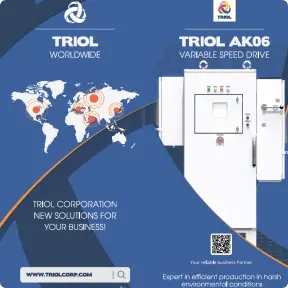 TRIOL
WORLDWIDE
TRIOL CORPORATION
NEW SOLUTIONS FOR
YOUR BUSINESS!
WWW.TRIOLCORP.COM
TRIOL
TRIOL AK06
VARIABLE SPEED DRIVE
Your reliable Business Partner
Expert in efficient production in harsh
environmental conditions